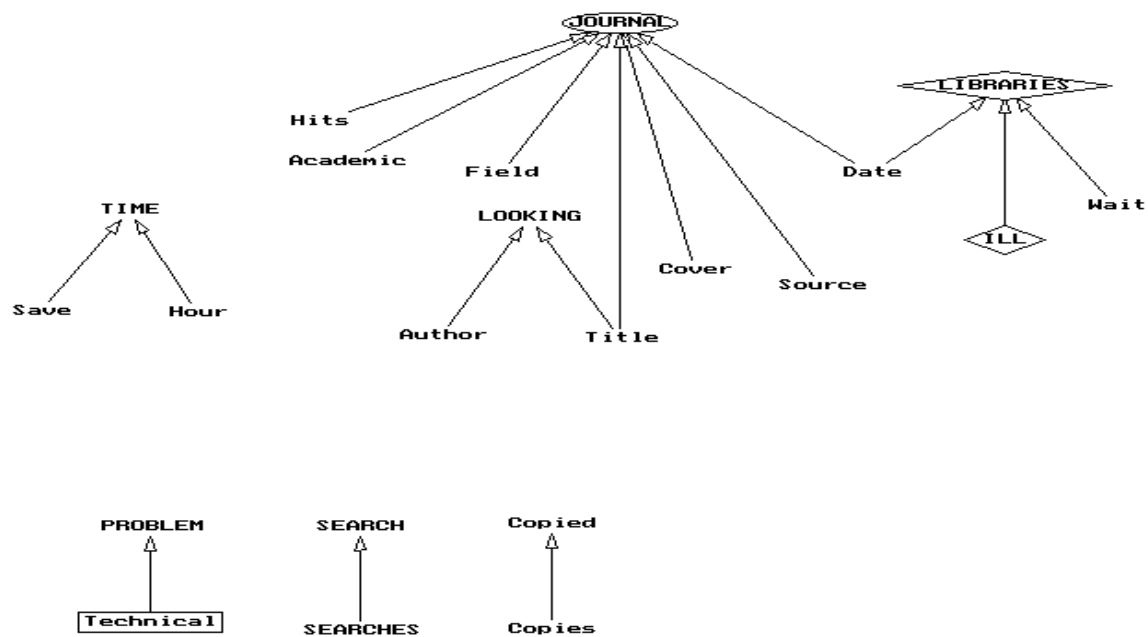 JOURNAL
LIBRARIES
Hits
Academic
Field
Date
Wait
TIME
LOOKING
ILL
Cover
Source
Save
Hour
Author
Title
PROBLEM
SEARCH
Copied
Technical
SEARCHES
Copies